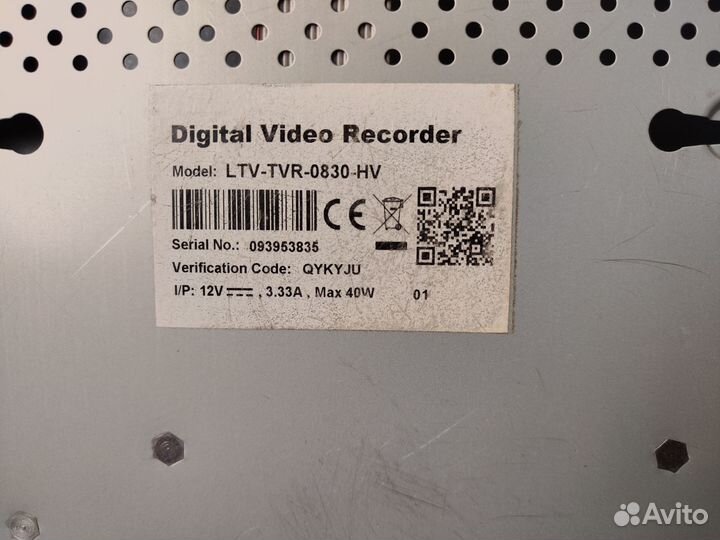 Digital Video Recorder
Model: LTV-TVR-0830-HV
CE
Serial No.: 093953835
Verification Code: QYKYJU
I/P: 12V , 3.33A , Max 40W 01
Avito